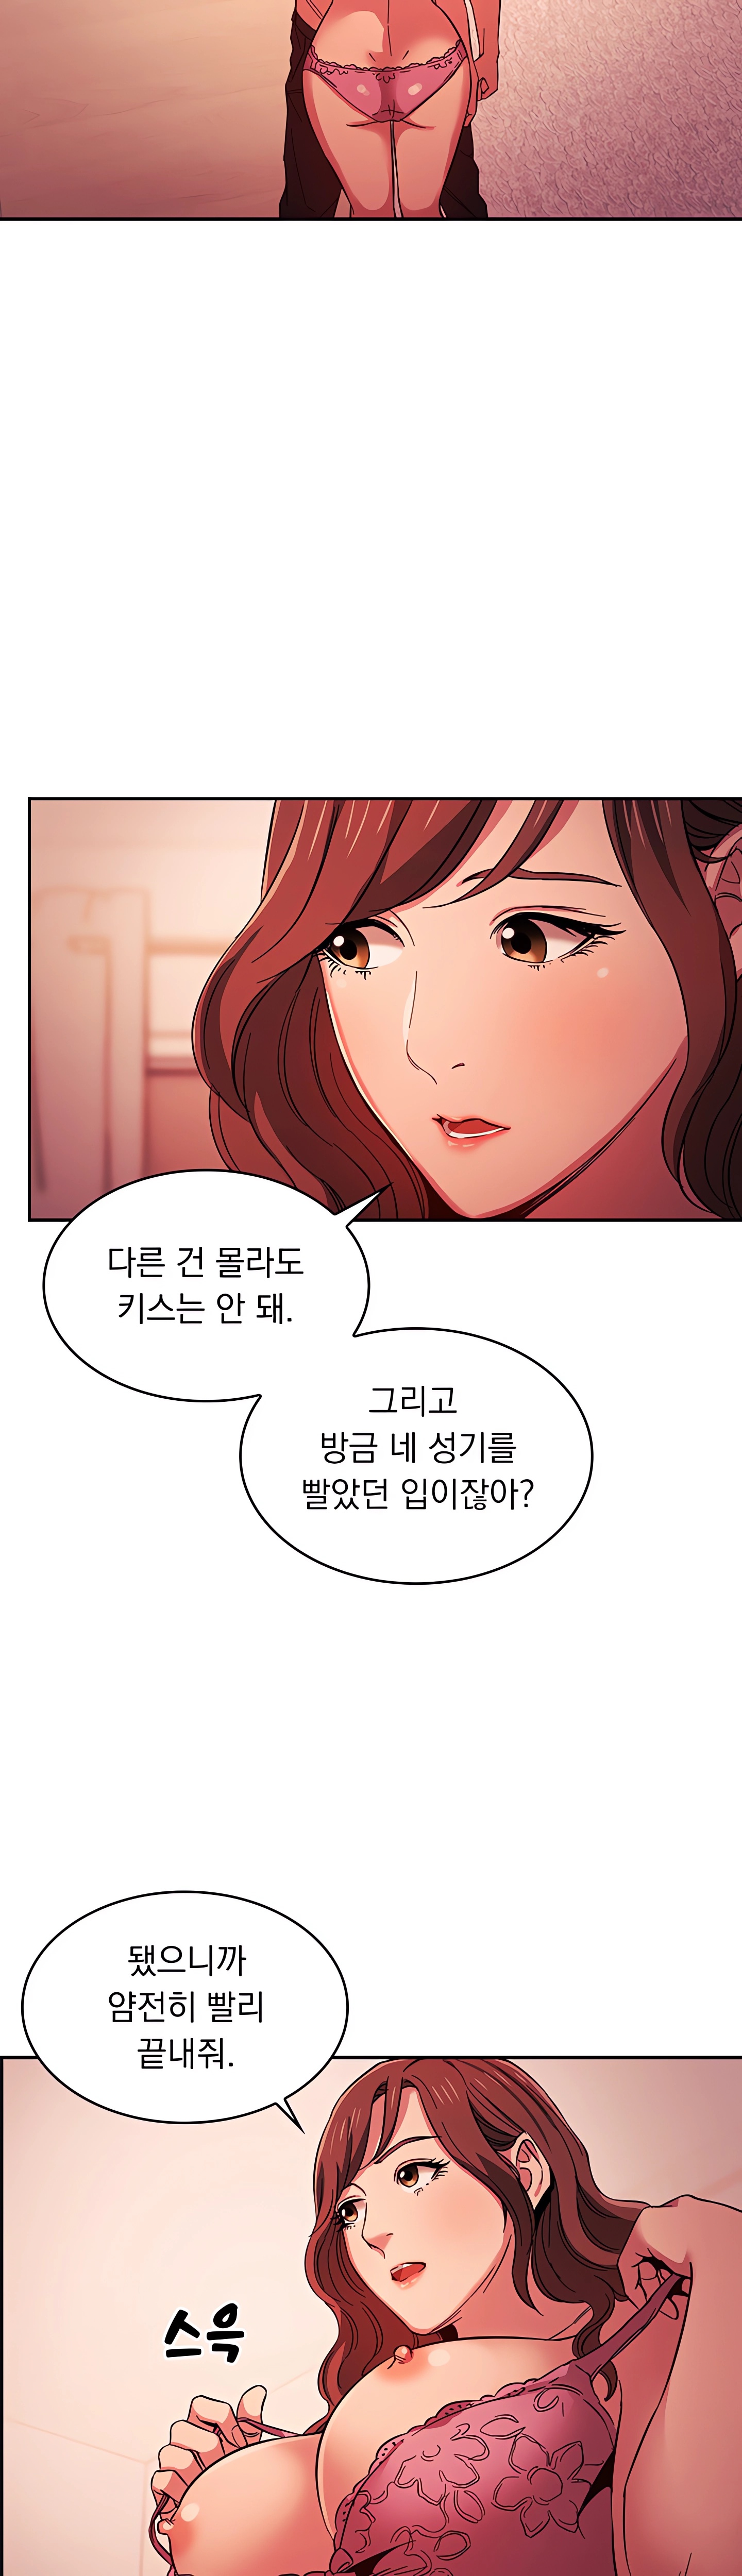 다른 건 몰라도
키스는 안 돼.
그리고
방금 네 성기를
빨았던 입이잖아?
됐으니까
얌전히 빨리
끝내줘.
스윽